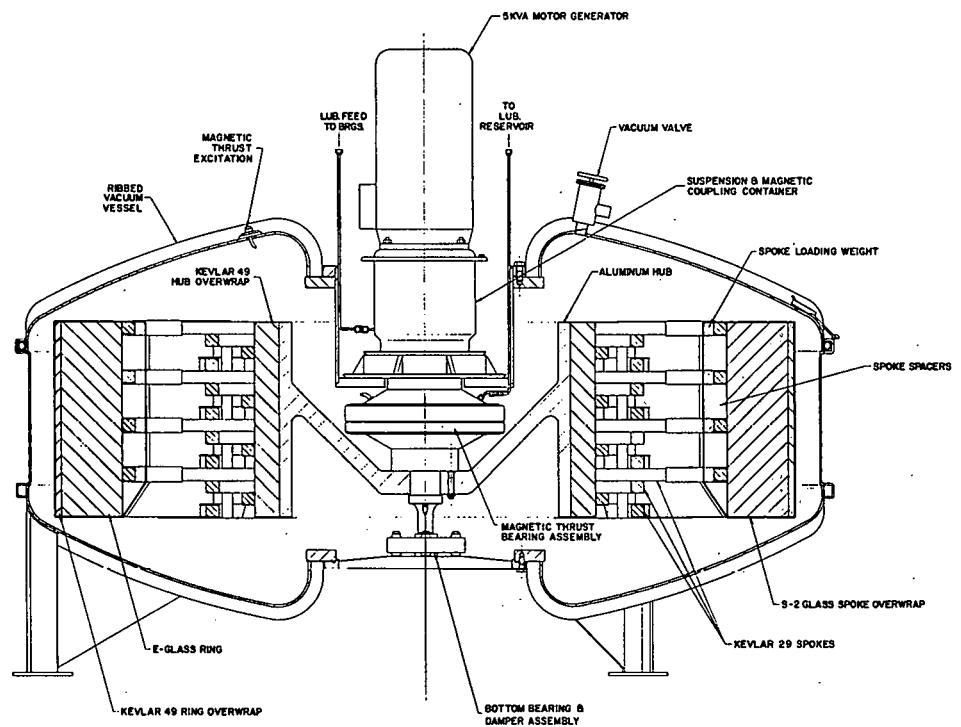 5KVA MOTOR GENERATOR
LUB. FEED
TO BRGS.
TO
LUB.
RESERVOIR
VACUUM VALVE
MAGNETIC
THRUST
EXCITATION
SUSPENSION & MAGNETIC
COUPLING CONTAINER
RIBBED
VACUUM
VESSEL
SPOKE LOADING WEIGHT
KEVLAR 49
HUB OVERWRAP
ALUMINUM HUB
SPOKE SPACERS
MAGNETIC THRUST
BEARING ASSEMBLY
S-2 GLASS SPOKE OVERWRAP
E-GLASS RING
KEVLAR 29 SPOKES
KEVLAR 49 RING OVERWRAP
BOTTOM BEARING &
DAMPER ASSEMBLY